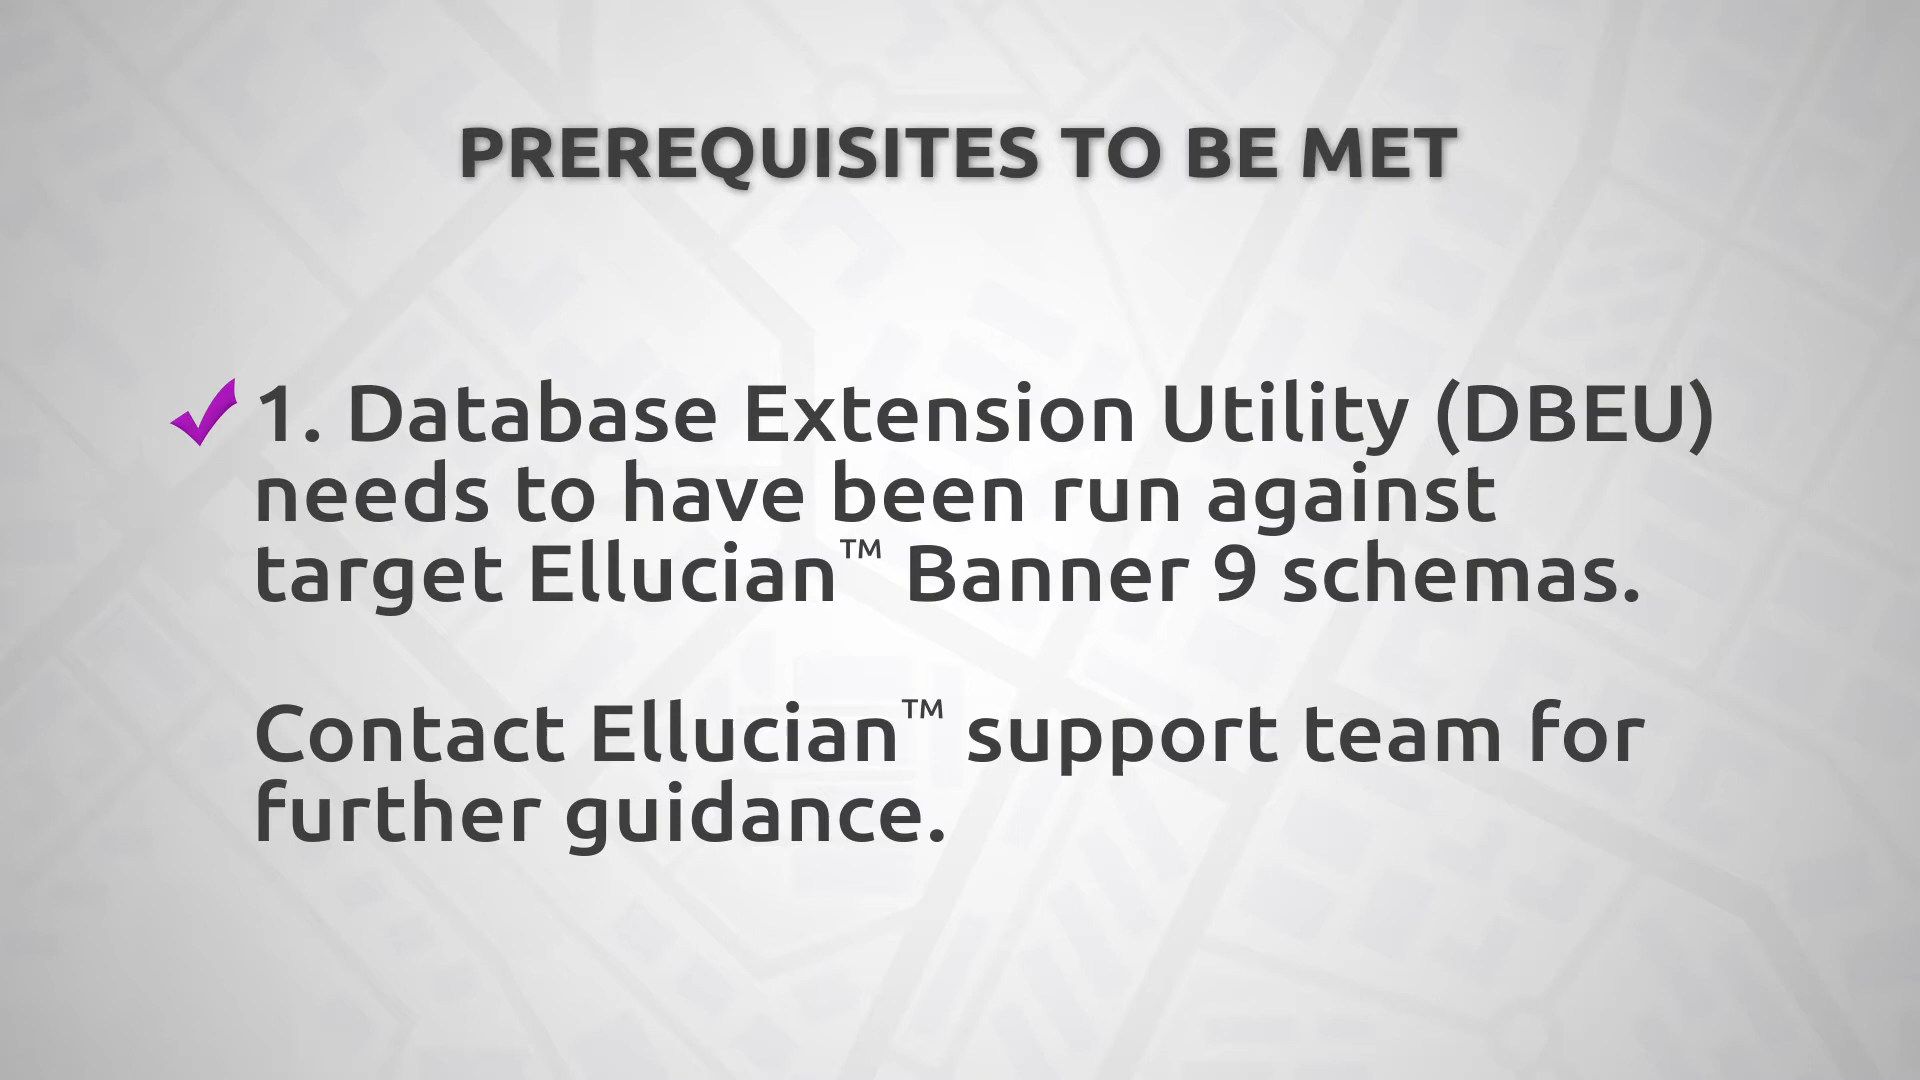 PREREQUISITES TO BE MET
1. Database Extension Utility (DBEU)
needs to have been run against
target Ellucian™ Banner 9 schemas.
Contact Ellucian™ support team for
further guidance.